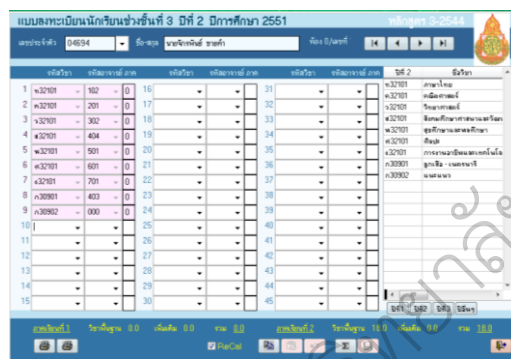 แบบลงทะเบียนนักเรียนช่วงชั้นที่ 3 ปีที่ 2 ปีการศึกษา 2551 หลักสูตร 3-2544
เลขประจำตัว 04694 ชื่อ-สกุล ห้อง 0/เลขที่
รหัสวิชา รหัสอาจารย์ ภาค รหัสวิชา รหัสอาจารย์ ภาค รหัสวิชา รหัสอาจารย์ ภาค ปีที่ 2 ชื่อวิชา
1 ท32101 102 0 16 31 ท32101 ภาษาไทย
2 ค32101 201 0 17 32 ค32101 คณิตศาสตร์
3 ว32101 302 0 18 33 ว32101 วิทยาศาสตร์
4 ส32101 404 0 19 34 ส32101 สังคมศึกษาศาสนาและวัฒน
5 พ32101 501 0 20 35 พ32101 สุขศึกษาและพลศึกษา
6 ศ32101 601 0 21 36 ศ32101 ศิลปะ
7 ง32101 701 0 22 37 ง32101 การงานอาชีพและเทคโนโล
8 ก30901 403 0 23 38 ก30901 ลูกเสือ - เนตรนารี
9 ก30902 000 0 24 39 ก30902 แนะแนว
10 25 40
11 26 41
12 27 42
13 28 43
14 29 44
15 30 45
ปีที่1 ปีที่2 ปีที่3 อื่นๆ
ภาคเรียนที่ 1 วิชาพื้นฐาน 0.0 เพิ่มเติม 0.0 รวม 0.0 ภาคเรียนที่ 2 วิชาพื้นฐาน 18.0 เพิ่มเติม 0.0 รวม 18.0
ReCal >Σ